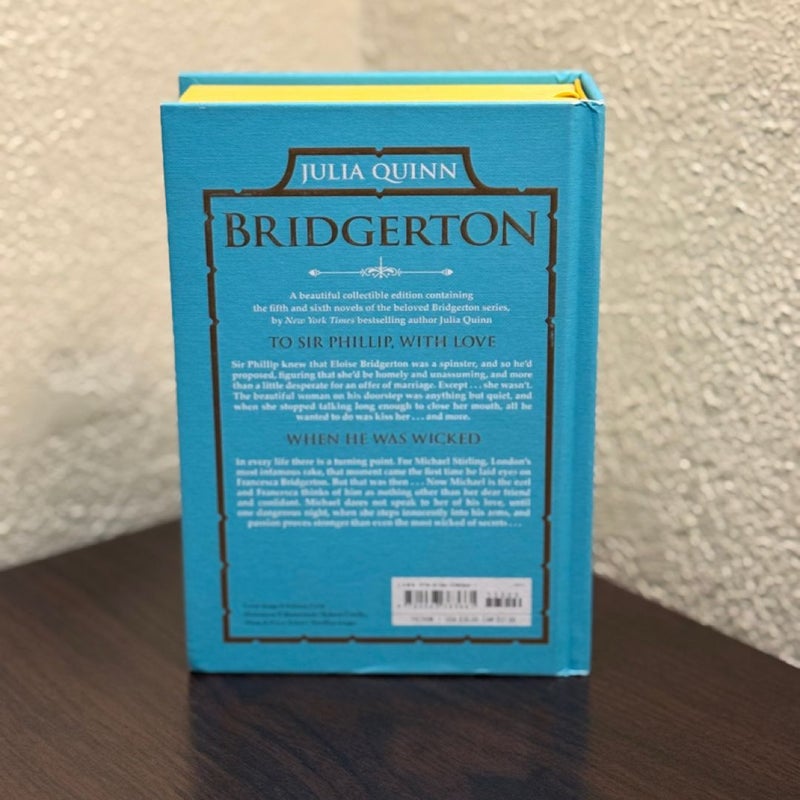 JULIA QUINN
BRIDGERTON
A beautiful collectible edition containing
the fifth and sixth novels of the beloved Bridgerton series,
by New York Times bestselling author Julia Quinn
TO SIR PHILLIP, WITH LOVE
Sir Phillip knew that Eloise Bridgerton was a spinster, and so he'd
proposed, figuring that she'd be homely and unassuming, and more
than a little desperate for an offer of marriage. Except . . . she wasn't.
The beautiful woman on his doorstep was anything but quiet, and
when she stopped talking long enough to close her mouth, all he
wanted to do was kiss her . . . and more.
WHEN HE WAS WICKED
In every life there is a turning point. For Michael Stirling, London's
most infamous rake, that moment came the first time he laid eyes on
Francesca Bridgerton. But that was then . . . Now Michael is the earl
and Francesca thinks of him as nothing other than her dear friend
and confidant. Michael dares not speak to her of his love, until
one dangerous night, when she steps innocently into his arms, and
passion proves stronger than even the most wicked of secrets . . .